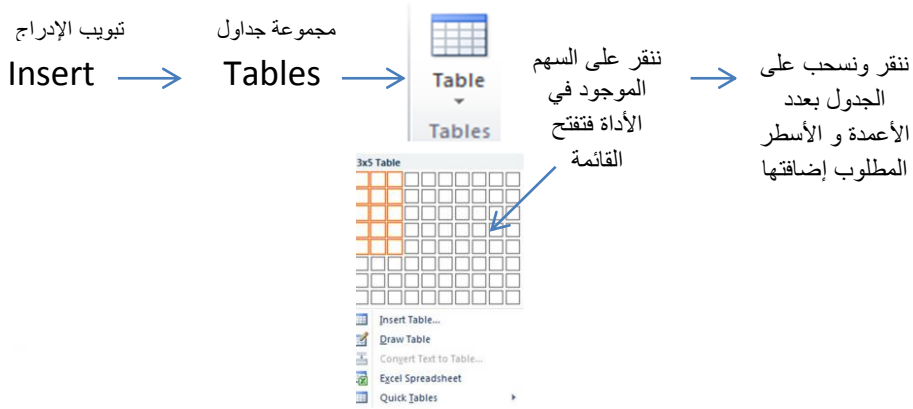 تبويب الإدراج
Insert
مجموعة جداول
Tables
Table
Tables
ننقر على السهم
الموجود في
الأداة فتفتح
القائمة
ننقر ونسحب على
الجدول بعدد
الأعمدة و الأسطر
المطلوب إضافتها
3x5 Table
Insert Table...
Draw Table
Convert Text to Table...
Excel Spreadsheet
Quick Tables